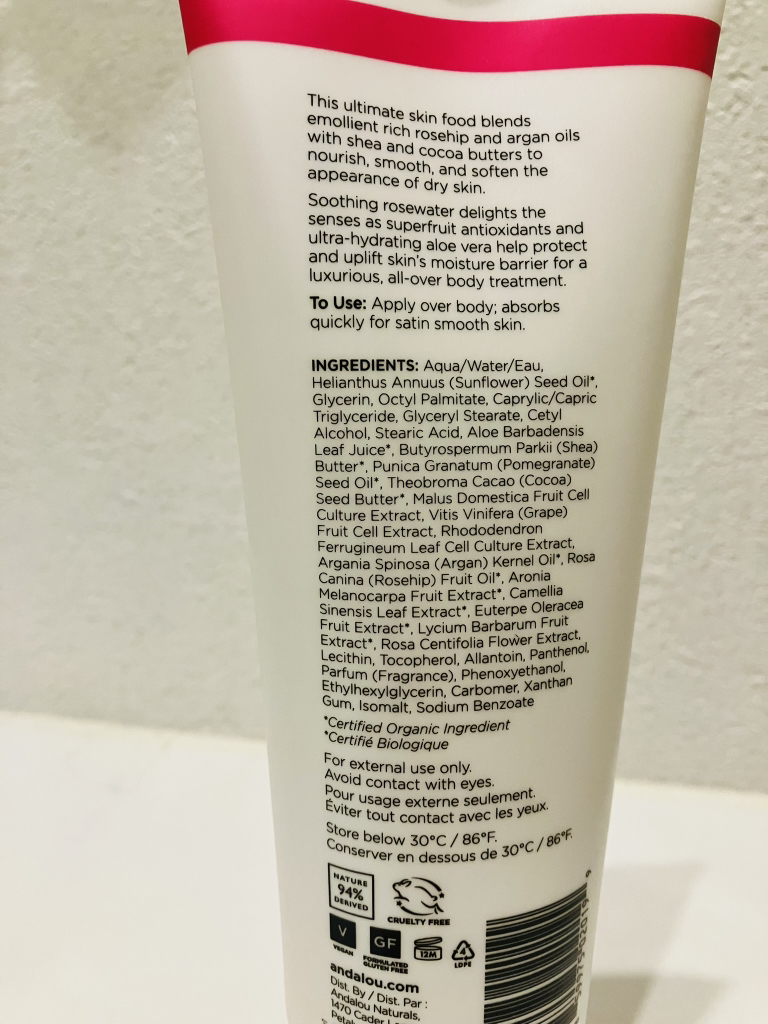 This ultimate skin food blends
emollient rich rosehip and argan oils
with shea and cocoa butters to
nourish, smooth, and soften the
appearance of dry skin.
Soothing rosewater delights the
senses as superfruit antioxidants and
ultra-hydrating aloe vera help protect
and uplift skin's moisture barrier for a
luxurious, all-over body treatment.
To Use: Apply over body; absorbs
quickly for satin smooth skin.
INGREDIENTS: Aqua/Water/Eau,
Helianthus Annuus (Sunflower) Seed Oil*,
Glycerin, Octyl Palmitate, Caprylic/Capric
Triglyceride, Glyceryl Stearate, Cetyl
Alcohol, Stearic Acid, Aloe Barbadensis
Leaf Juice*, Butyrospermum Parkii (Shea)
Butter*, Punica Granatum (Pomegranate)
Seed Oil*, Theobroma Cacao (Cocoa)
Seed Butter*, Malus Domestica Fruit Cell
Culture Extract, Vitis Vinifera (Grape)
Fruit Cell Extract, Rhododendron
Ferrugineum Leaf Cell Culture Extract,
Argania Spinosa (Argan) Kernel Oil*, Rosa
Canina (Rosehip) Fruit Oil*, Aronia
Melanocarpa Fruit Extract*, Camellia
Sinensis Leaf Extract*, Euterpe Oleracea
Fruit Extract*, Lycium Barbarum Fruit
Extract*, Rosa Centifolia Flower Extract,
Lecithin, Tocopherol, Allantoin, Panthenol,
Parfum (Fragrance), Phenoxyethanol,
Ethylhexylglycerin, Carbomer, Xanthan
Gum, Isomalt, Sodium Benzoate
*Certified Organic Ingredient
*Certifié Biologique
For external use only.
Avoid contact with eyes.
Pour usage externe seulement.
Éviter tout contact avec les yeux.
Store below 30°C / 86°F.
Conserver en dessous de 30°C / 86°F.
NATURE
94%
DERIVED
CRUELTY FREE
V
VEGAN
GF
FORMULATED
GLUTEN FREE
12M
4
LDPE
andalou.com
Dist. By / Dist. Par :
Andalou Naturals,
1470 Cader